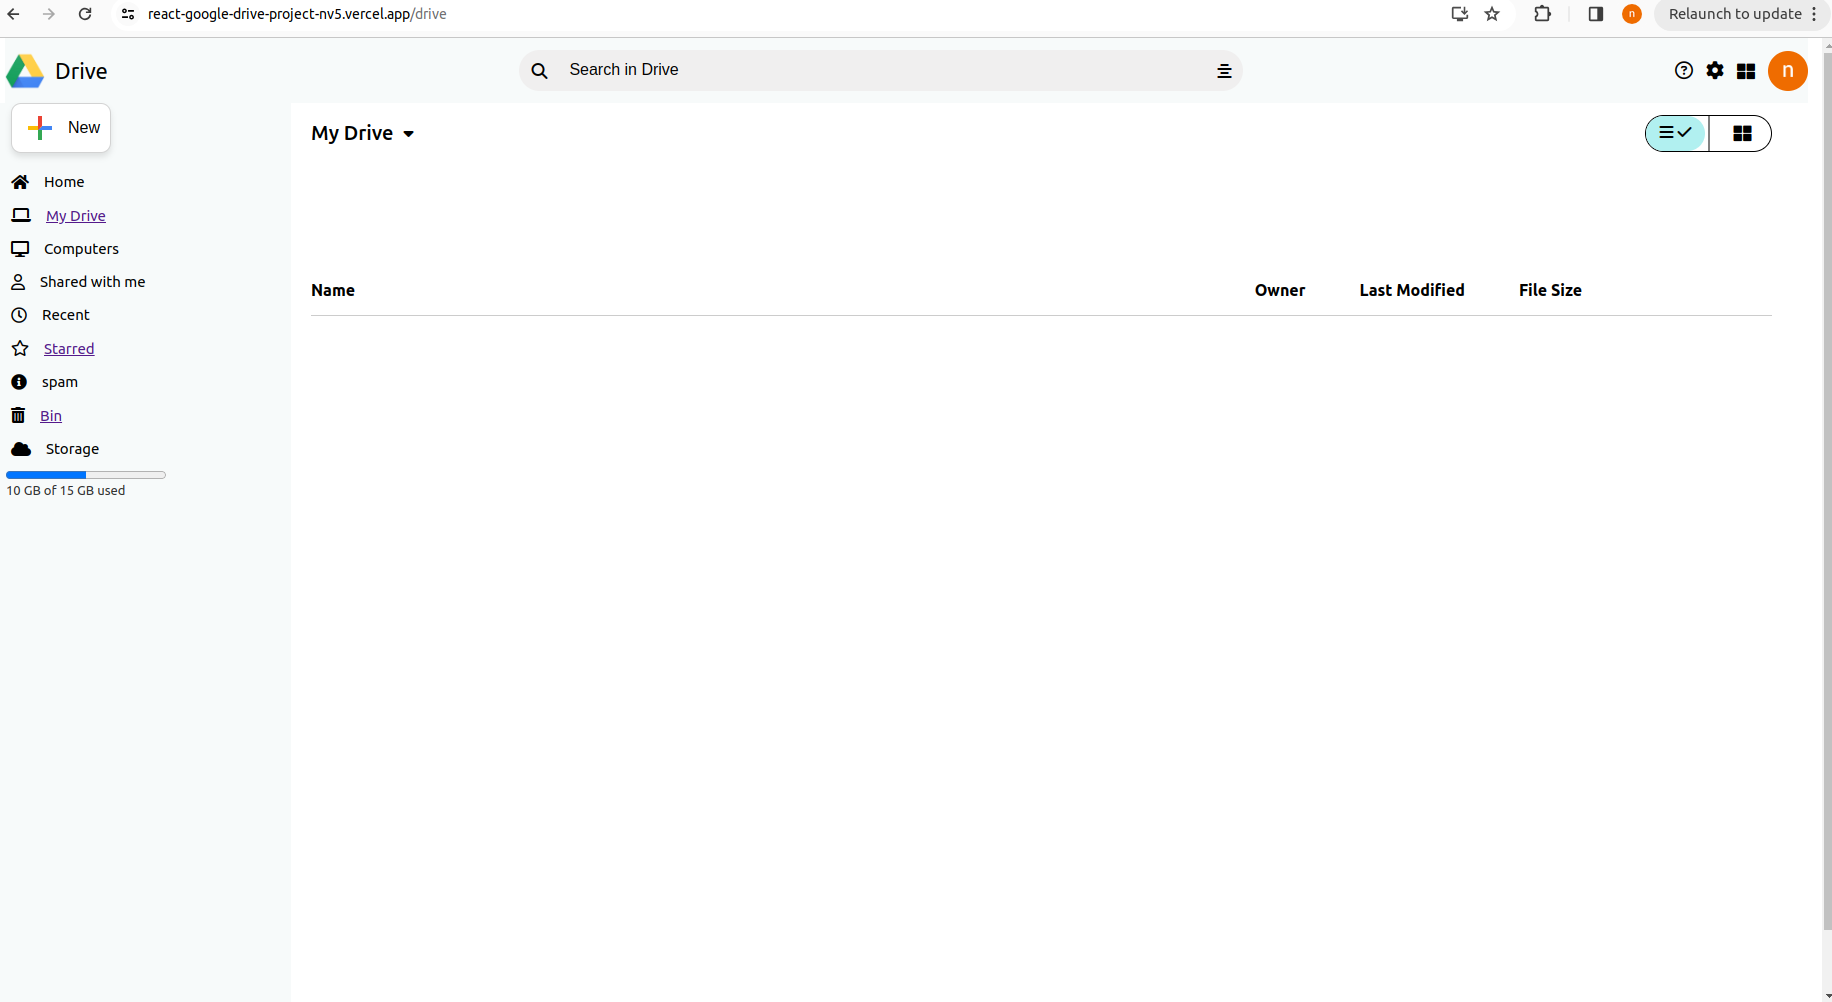 react-google-drive-project-nv5.vercel.app/drive
n
Relaunch to update
Drive
Search in Drive
n
New
My Drive
Home
My Drive
Computers
Shared with me
Recent
Starred
spam
Bin
Storage
10 GB of 15 GB used
Name Owner Last Modified File Size